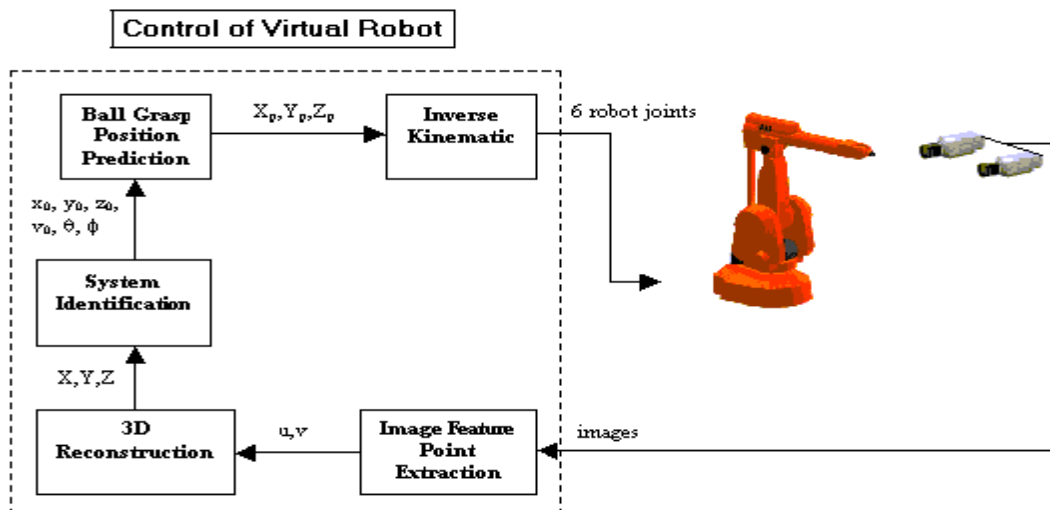 Control of Virtual Robot
Ball Grasp
Position
Prediction
Xp,Yp,Zp
Inverse
Kinematic
6 robot joints
x0, y0, z0,
v0, θ, ϕ
System
Identification
X,Y,Z
3D
Reconstruction
u,v
Image Feature
Point
Extraction
images